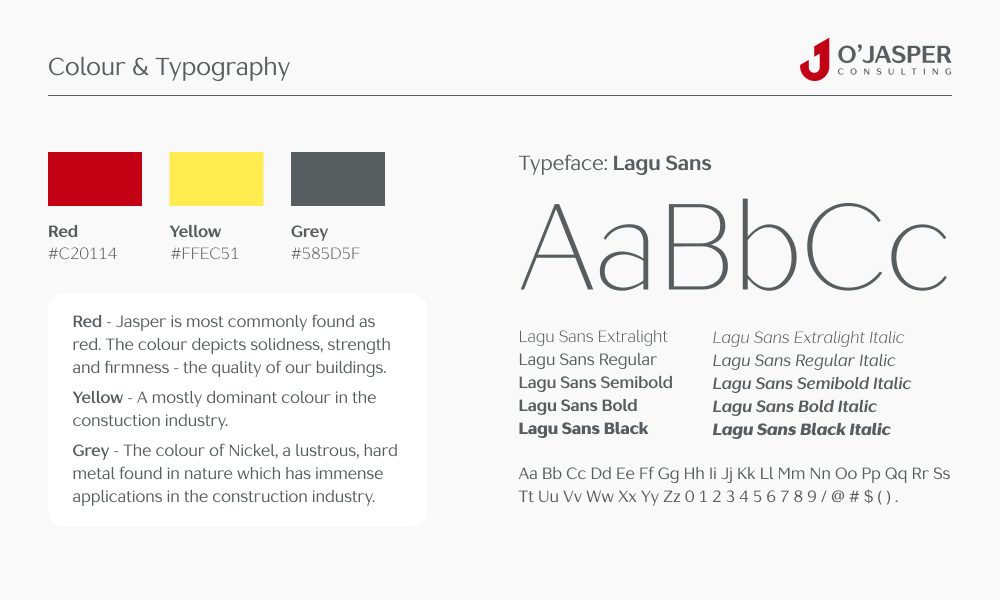 Colour & Typography
O’JASPER
CONSULTING
Red
#C20114
Yellow
#FFEC51
Grey
#585D5F
Red - Jasper is most commonly found as
red. The colour depicts solidness, strength
and firmness - the quality of our buildings.
Yellow - A mostly dominant colour in the
constuction industry.
Grey - The colour of Nickel, a lustrous, hard
metal found in nature which has immense
applications in the construction industry.
Typeface: Lagu Sans
AaBbCc
Lagu Sans Extralight
Lagu Sans Regular
Lagu Sans Semibold
Lagu Sans Bold
Lagu Sans Black
Lagu Sans Extralight Italic
Lagu Sans Regular Italic
Lagu Sans Semibold Italic
Lagu Sans Bold Italic
Lagu Sans Black Italic
Aa Bb Cc Dd Ee Ff Gg Hh Ii Jj Kk Ll Mm Nn Oo Pp Qq Rr Ss
Tt Uu Vv Ww Xx Yy Zz 0 1 2 3 4 5 6 7 8 9 / @ # $ ( ) .